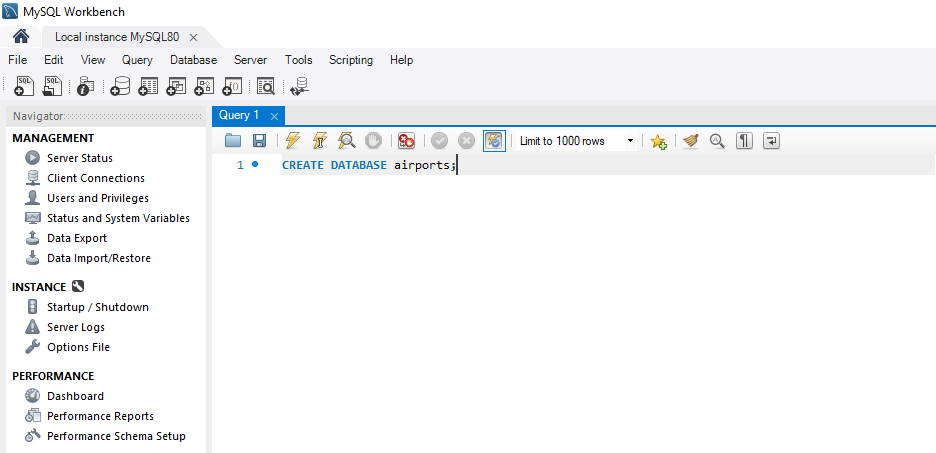 MySQL Workbench
Local instance MySQL80
File Edit View Query Database Server Tools Scripting Help
SQL SQL
Navigator
MANAGEMENT
Server Status
Client Connections
Users and Privileges
Status and System Variables
Data Export
Data Import/Restore
INSTANCE
Startup / Shutdown
Server Logs
Options File
PERFORMANCE
Dashboard
Performance Reports
Performance Schema Setup
Query 1
Limit to 1000 rows
1 CREATE DATABASE airports;